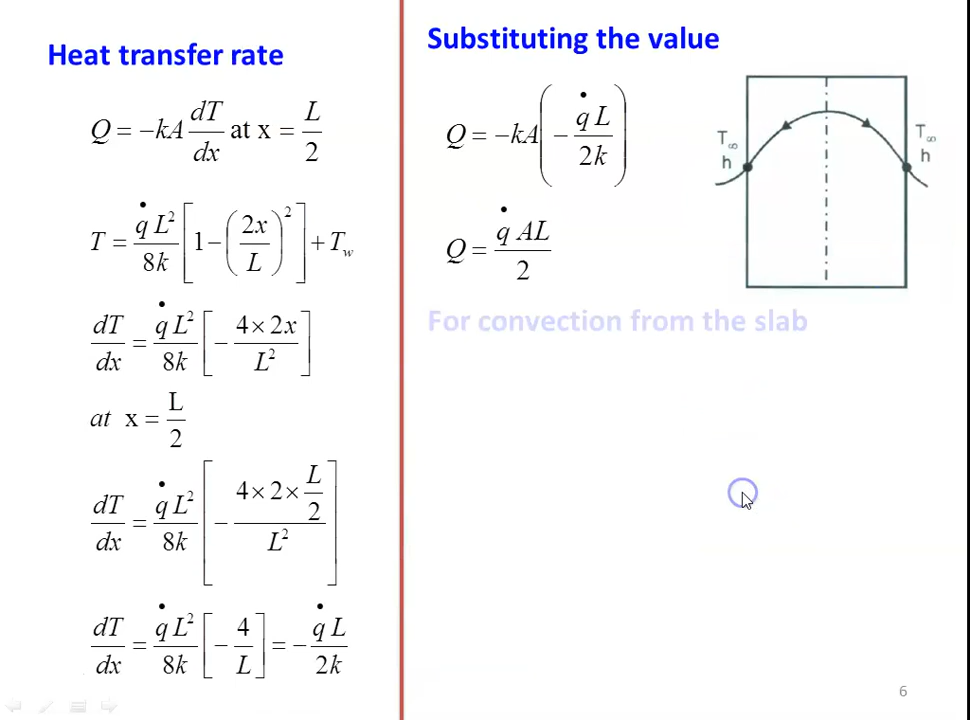 Heat transfer rate
Q = −kA dT/dx at x = L/2
T = q̇ L²/8k [1 − (2x/L)²] + T_w
dT/dx = q̇ L²/8k [− 4 × 2x/L²]
at x = L/2
dT/dx = q̇ L²/8k [− 4 × 2 × L/2 / L²]
dT/dx = q̇ L²/8k [− 4/L] = − q̇ L/2k
Substituting the value
Q = −kA (− q̇ L/2k)
Q = q̇ AL/2
T∞
h
T∞
h
For convection from the slab
6